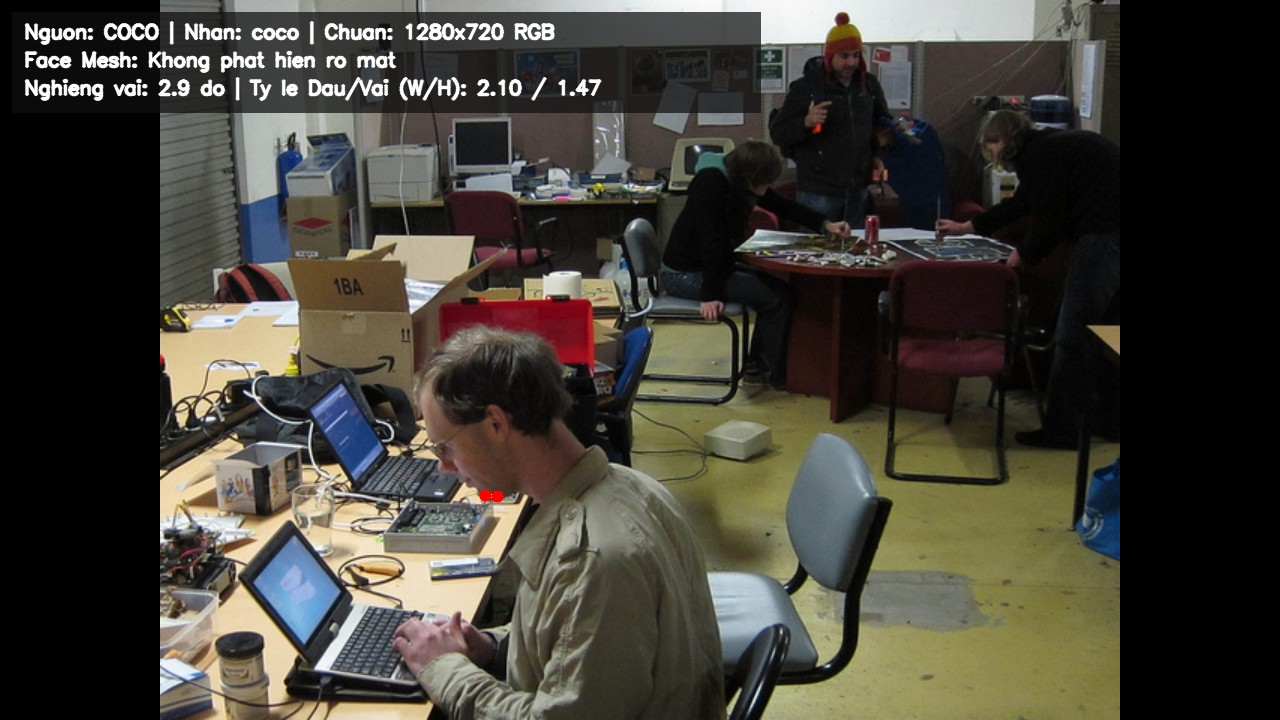 Nguon: COCO | Nhan: coco | Chuan: 1280x720 RGB
Face Mesh: Khong phat hien ro mat
Nghieng vai: 2.9 do | Ty le Dau/Vai (W/H): 2.10 / 1.47
1BA